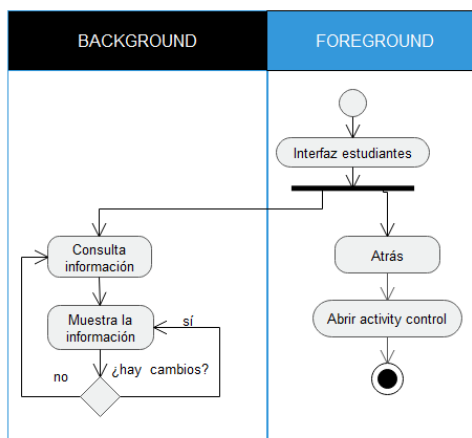 BACKGROUND
FOREGROUND
Interfaz estudiantes
Consulta
información
Atrás
Muestra la
información
sí
Abrir activity control
¿hay cambios?
no